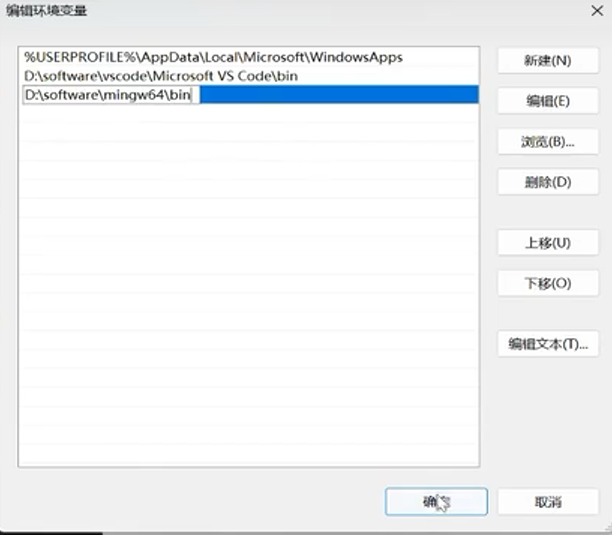 编辑环境变量
%USERPROFILE%\AppData\Local\Microsoft\WindowsApps
D:\software\vscode\Microsoft VS Code\bin
D:\software\mingw64\bin
新建(N)
编辑(E)
浏览(B)...
删除(D)
上移(U)
下移(O)
编辑文本(T)...
确
取消